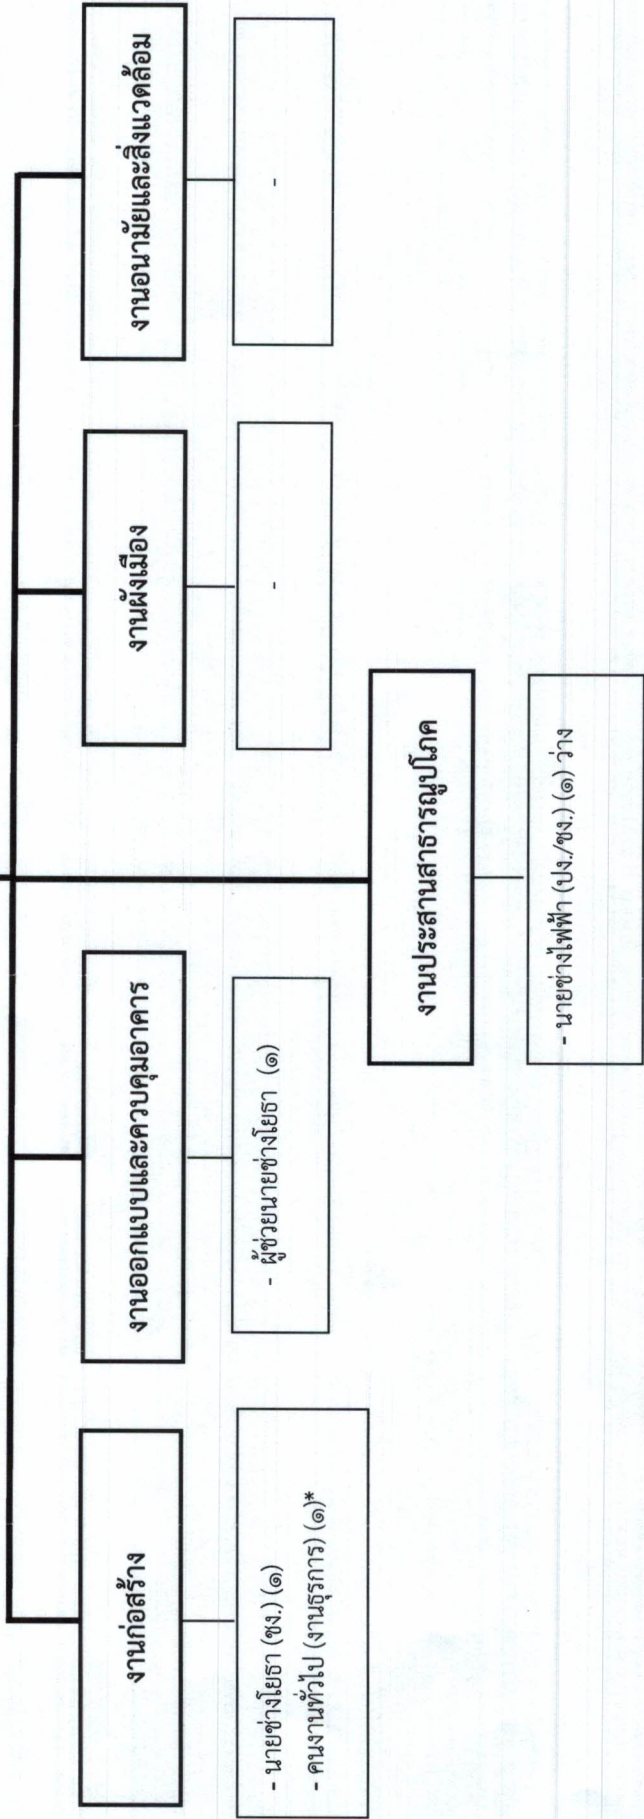 งานก่อสร้าง
- นายช่างโยธา (ชง.) (๑)
- คนงานทั่วไป (งานธุรการ) (๑)*
งานออกแบบและควบคุมอาคาร
- ผู้ช่วยนายช่างโยธา (๑)
งานประสานสาธารณูปโภค
- นายช่างไฟฟ้า (ปง./ชง.) (๑) ว่าง
งานผังเมือง
-
งานอนามัยและสิ่งแวดล้อม
-